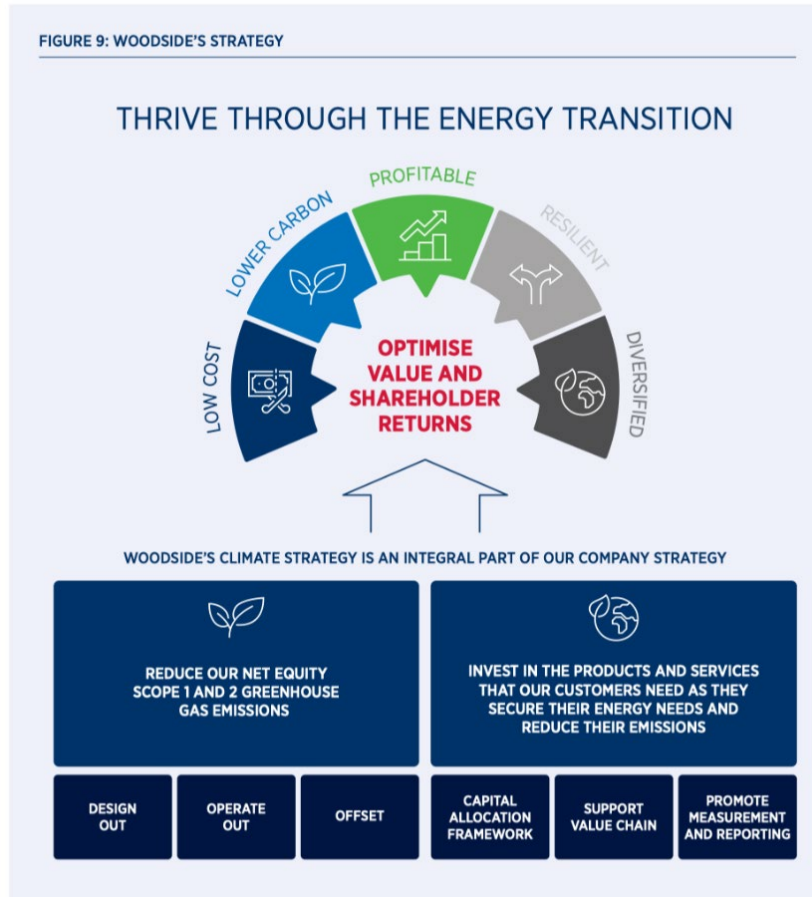 FIGURE 9: WOODSIDE'S STRATEGY
THRIVE THROUGH THE ENERGY TRANSITION
LOW COST
LOWER CARBON
PROFITABLE
RESILIENT
DIVERSIFIED
OPTIMISE
VALUE AND
SHAREHOLDER
RETURNS
WOODSIDE'S CLIMATE STRATEGY IS AN INTEGRAL PART OF OUR COMPANY STRATEGY
REDUCE OUR NET EQUITY
SCOPE 1 AND 2 GREENHOUSE
GAS EMISSIONS
INVEST IN THE PRODUCTS AND SERVICES
THAT OUR CUSTOMERS NEED AS THEY
SECURE THEIR ENERGY NEEDS AND
REDUCE THEIR EMISSIONS
DESIGN
OUT
OPERATE
OUT
OFFSET
CAPITAL
ALLOCATION
FRAMEWORK
SUPPORT
VALUE CHAIN
PROMOTE
MEASUREMENT
AND REPORTING